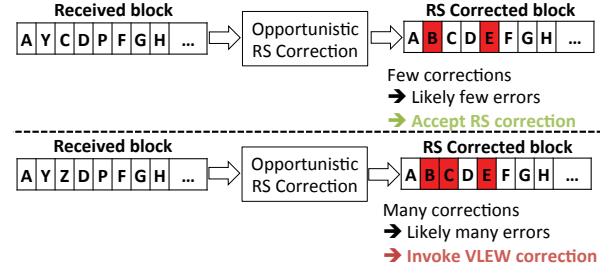 Received block
A Y C D P F G H ...
Opportunistic
RS Correction
RS Corrected block
A B C D E F G H ...
Few corrections
➔ Likely few errors
➔ Accept RS correction
Received block
A Y Z D P F G H ...
Opportunistic
RS Correction
RS Corrected block
A B C D E F G H ...
Many corrections
➔ Likely many errors
➔ Invoke VLEW correction